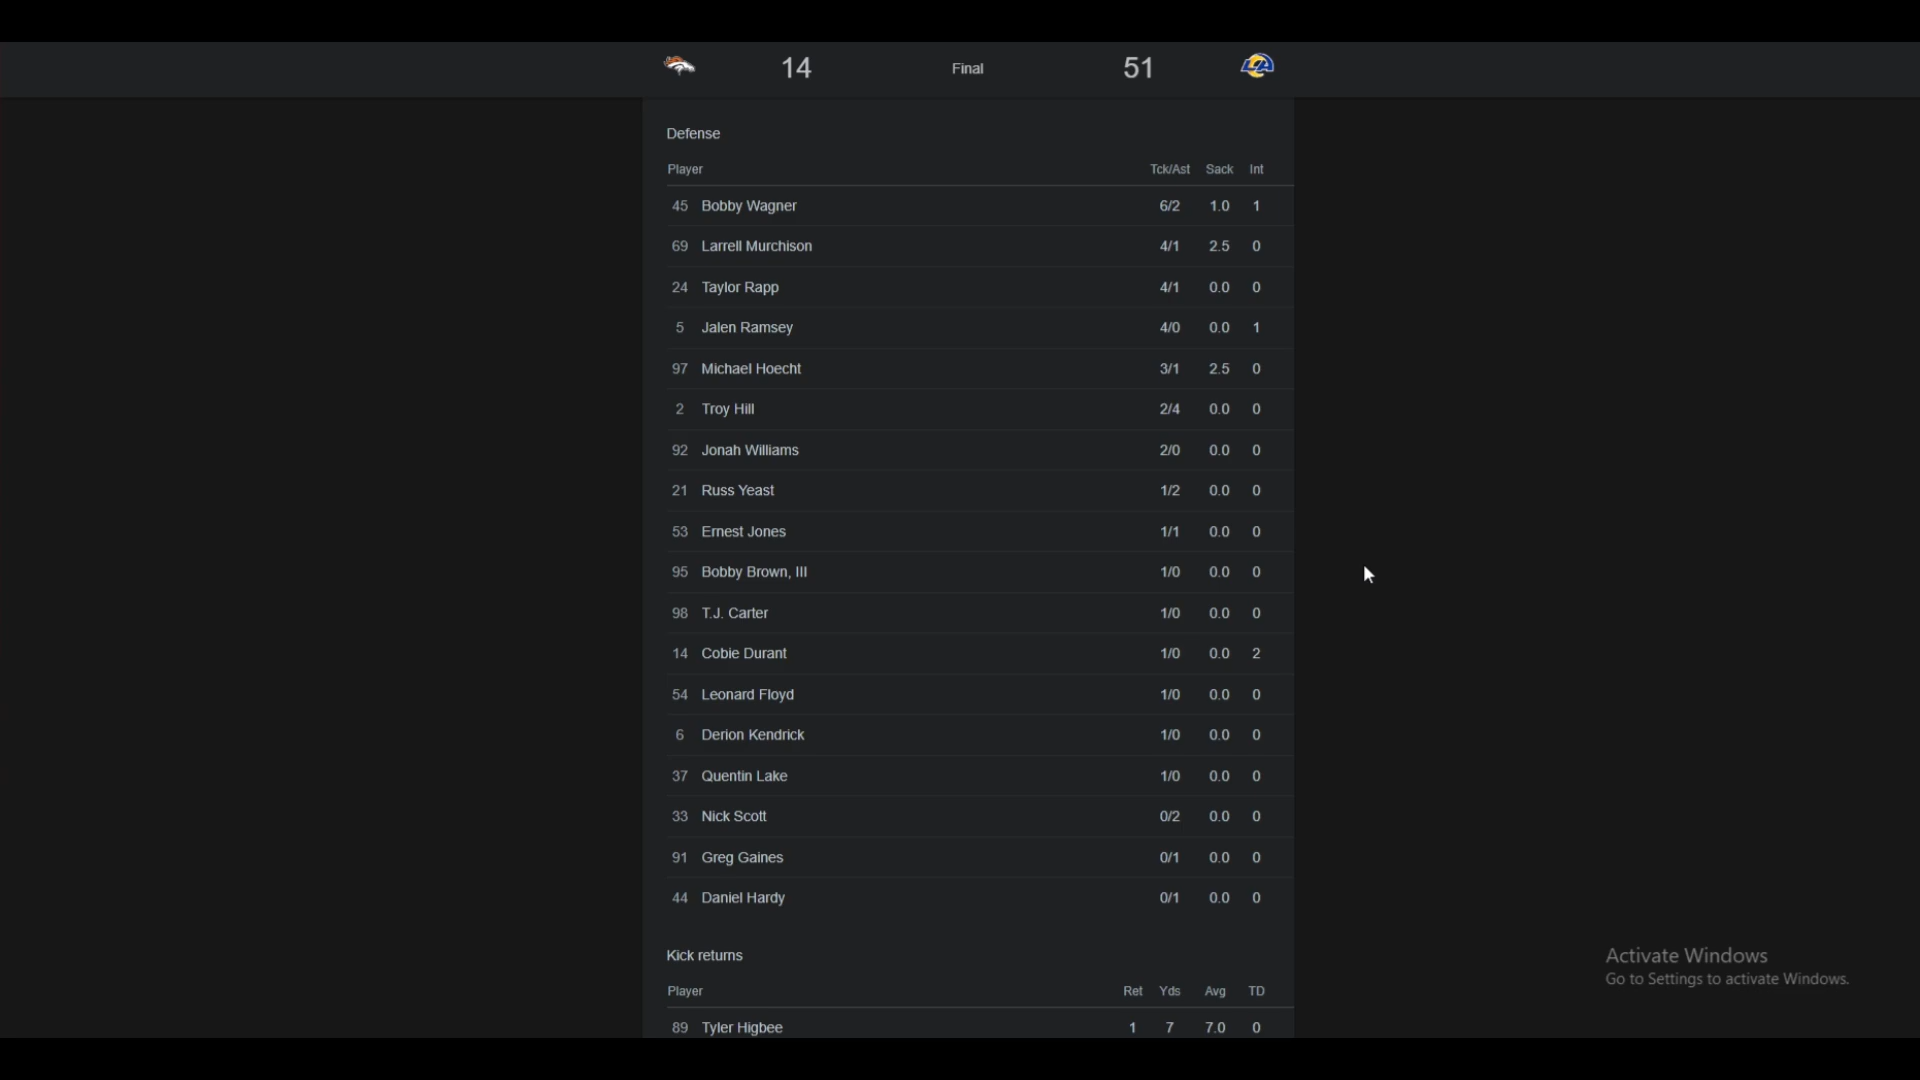 14 Final 51 LA
Defense
Player Tck/Ast Sack Int
45 Bobby Wagner 6/2 1.0 1
69 Larrell Murchison 4/1 2.5 0
24 Taylor Rapp 4/1 0.0 0
5 Jalen Ramsey 4/0 0.0 1
97 Michael Hoecht 3/1 2.5 0
2 Troy Hill 2/4 0.0 0
92 Jonah Williams 2/0 0.0 0
21 Russ Yeast 1/2 0.0 0
53 Ernest Jones 1/1 0.0 0
95 Bobby Brown, III 1/0 0.0 0
98 T.J. Carter 1/0 0.0 0
14 Cobie Durant 1/0 0.0 2
54 Leonard Floyd 1/0 0.0 0
6 Derion Kendrick 1/0 0.0 0
37 Quentin Lake 1/0 0.0 0
33 Nick Scott 0/2 0.0 0
91 Greg Gaines 0/1 0.0 0
44 Daniel Hardy 0/1 0.0 0
Kick returns
Player Ret Yds Avg TD
89 Tyler Higbee 1 7 7.0 0
Activate Windows
Go to Settings to activate Windows.